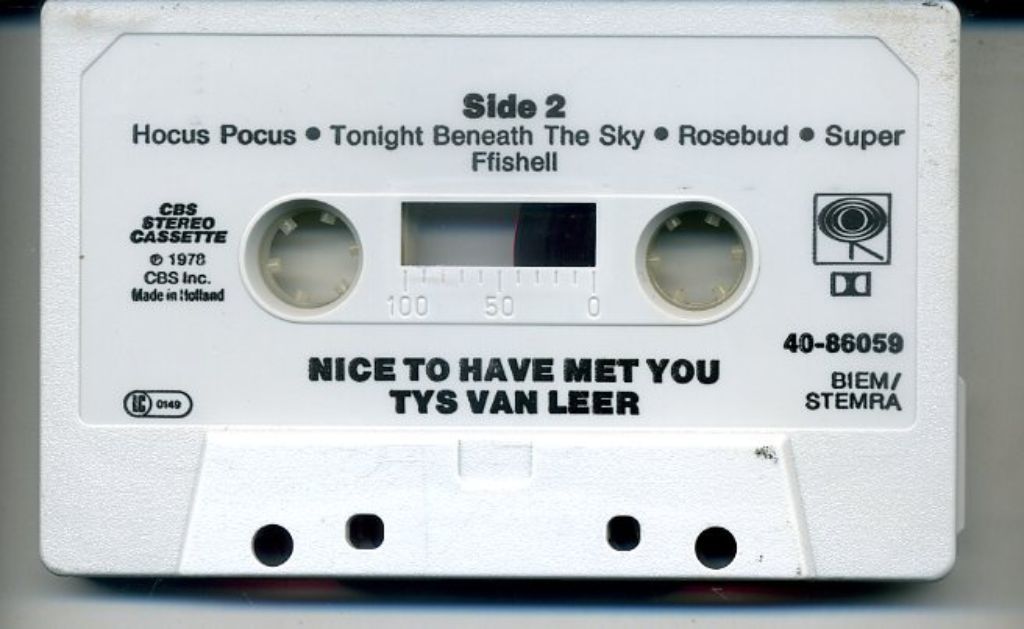 Side 2
Hocus Pocus • Tonight Beneath The Sky • Rosebud • Super
Ffishell
CBS
STEREO
CASSETTE
℗ 1978
CBS Inc.
Made in Holland
100 50 0
40-86059
NICE TO HAVE MET YOU
TYS VAN LEER
BIEM/
STEMRA
LC 0149